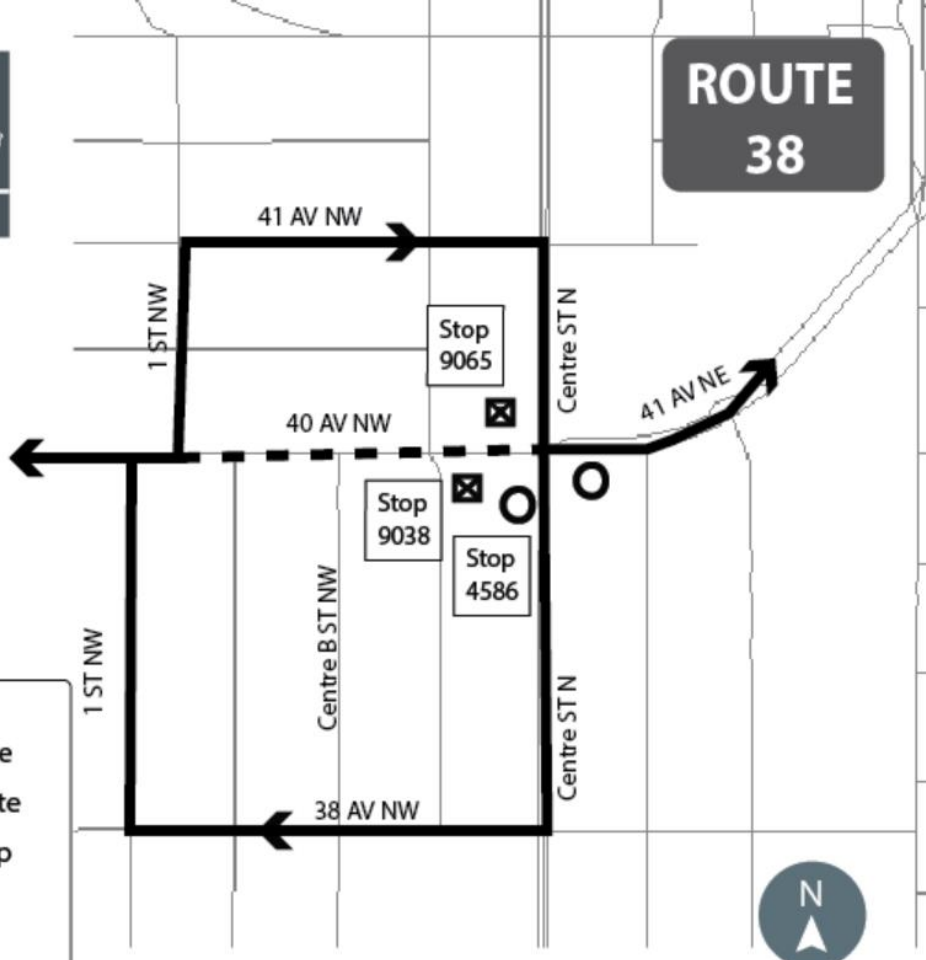 ROUTE
38
41 AV NW
1 ST NW
Centre ST N
Stop
9065
41 AV NE
40 AV NW
Stop
9038
Stop
4586
Centre B ST NW
1 ST NW
Centre ST N
38 AV NW
e
te
p
N